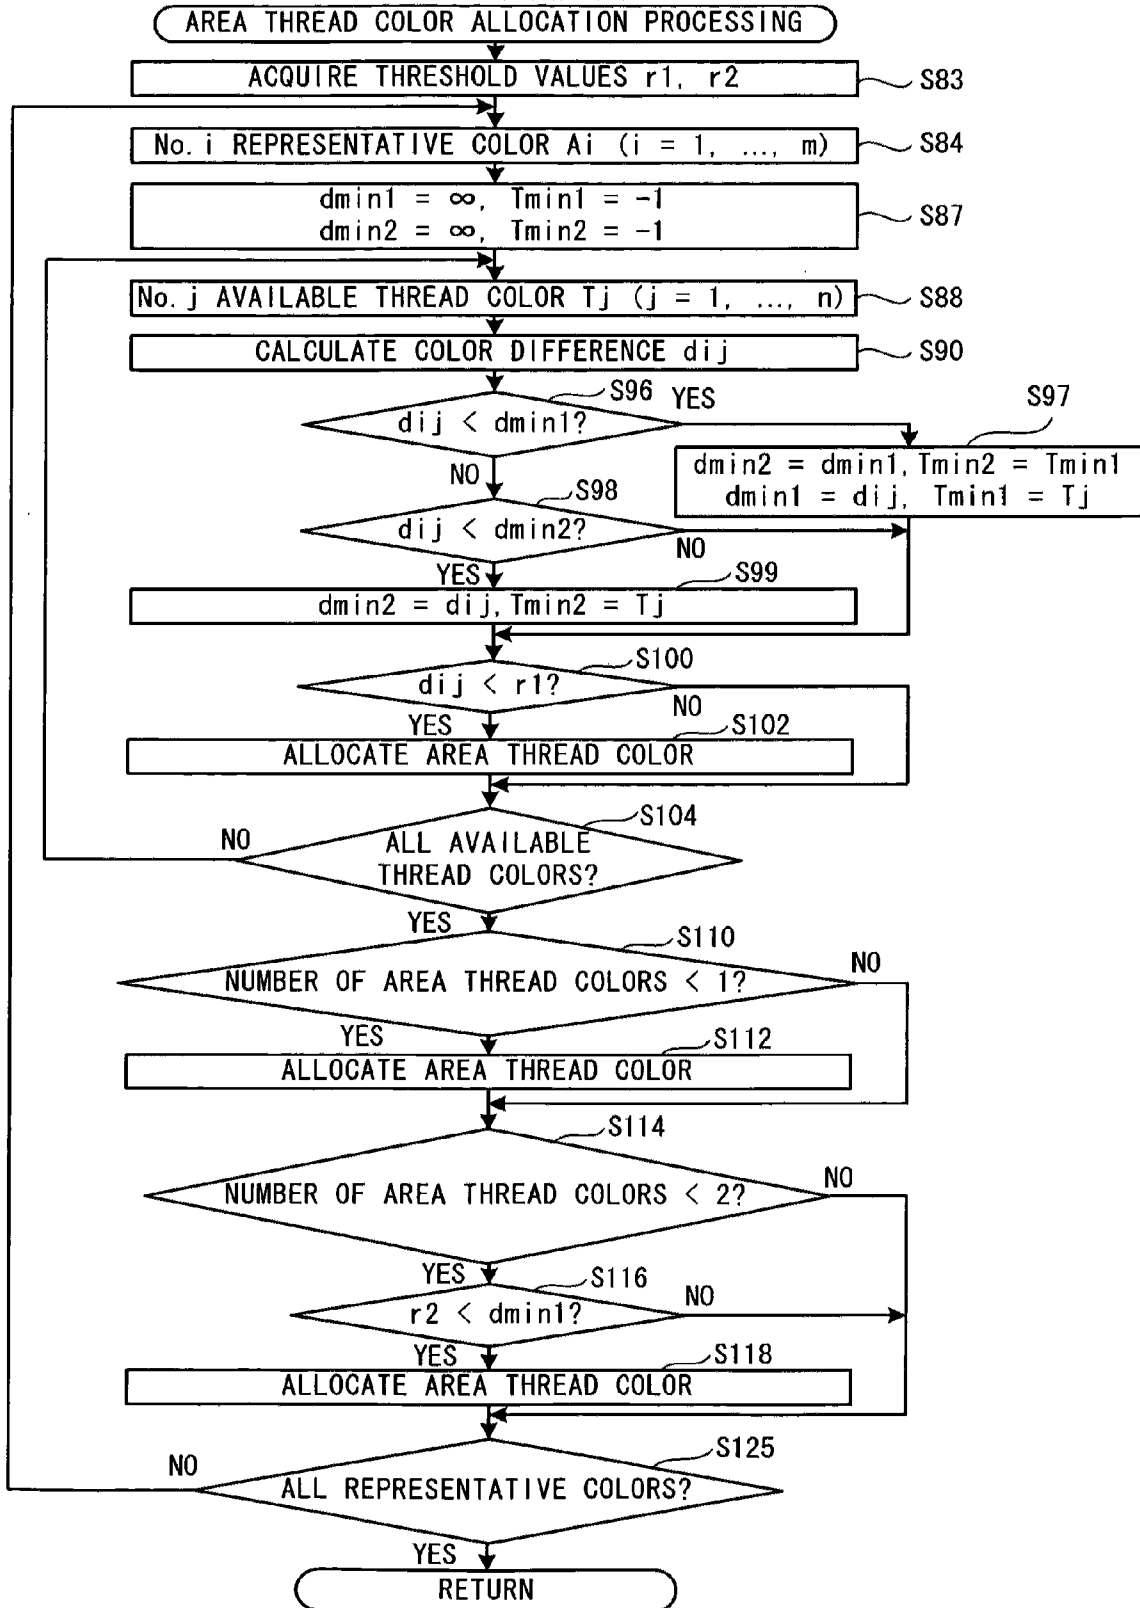 AREA THREAD COLOR ALLOCATION PROCESSING
ACQUIRE THRESHOLD VALUES r1, r2
S83
No. i REPRESENTATIVE COLOR Ai (i = 1, ..., m)
S84
dmin1 = ∞, Tmin1 = -1
dmin2 = ∞, Tmin2 = -1
S87
No. j AVAILABLE THREAD COLOR Tj (j = 1, ..., n)
S88
CALCULATE COLOR DIFFERENCE dij
S90
S96
dij < dmin1?
YES
S97
dmin2 = dmin1, Tmin2 = Tmin1
dmin1 = dij, Tmin1 = Tj
NO
S98
dij < dmin2?
NO
YES
S99
dmin2 = dij, Tmin2 = Tj
S100
dij < r1?
NO
YES
S102
ALLOCATE AREA THREAD COLOR
S104
NO
ALL AVAILABLE
THREAD COLORS?
YES
S110
NUMBER OF AREA THREAD COLORS < 1?
NO
YES
S112
ALLOCATE AREA THREAD COLOR
S114
NUMBER OF AREA THREAD COLORS < 2?
NO
YES
S116
r2 < dmin1?
NO
YES
S118
ALLOCATE AREA THREAD COLOR
S125
NO
ALL REPRESENTATIVE COLORS?
YES
RETURN